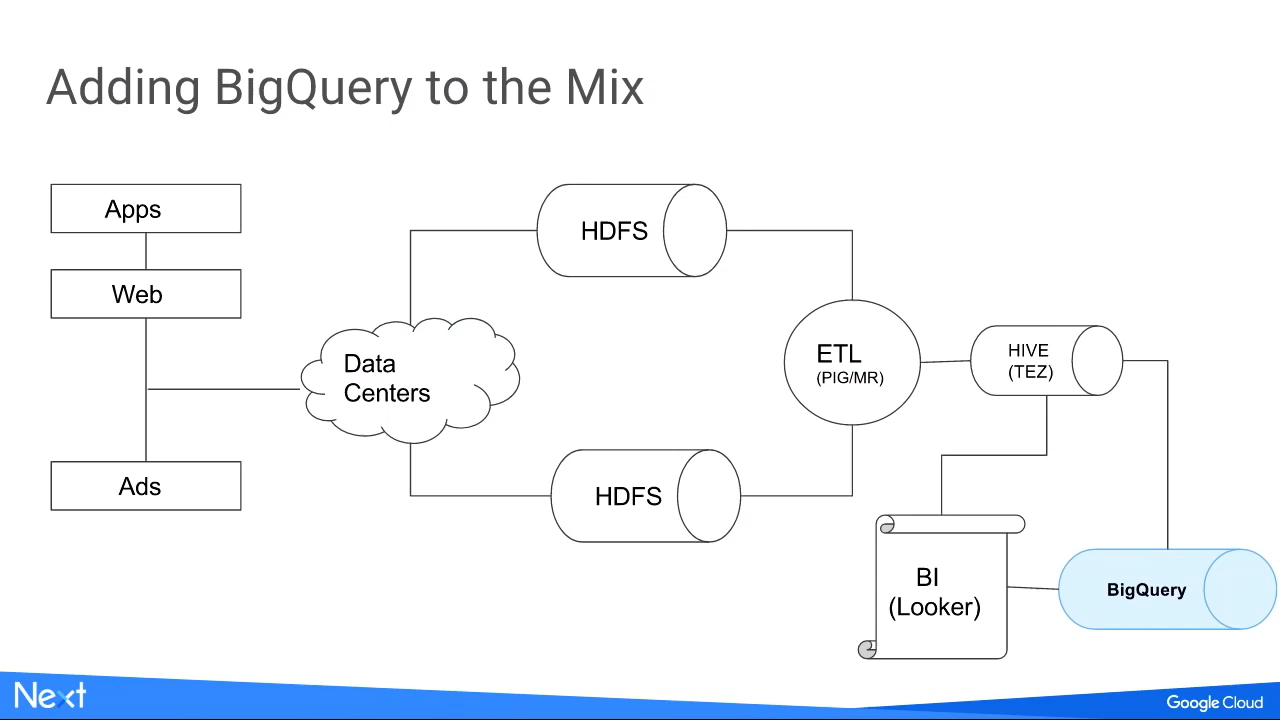 Adding BigQuery to the Mix
Apps
Web
Ads
Data
Centers
HDFS
HDFS
ETL
(PIG/MR)
HIVE
(TEZ)
BI
(Looker)
BigQuery
Next
Google Cloud